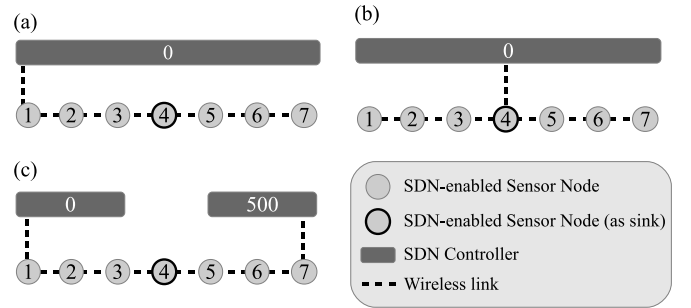 (a)
0
1 2 3 4 5 6 7
(b)
0
1 2 3 4 5 6 7
(c)
0 500
1 2 3 4 5 6 7
SDN-enabled Sensor Node
SDN-enabled Sensor Node (as sink)
SDN Controller
Wireless link